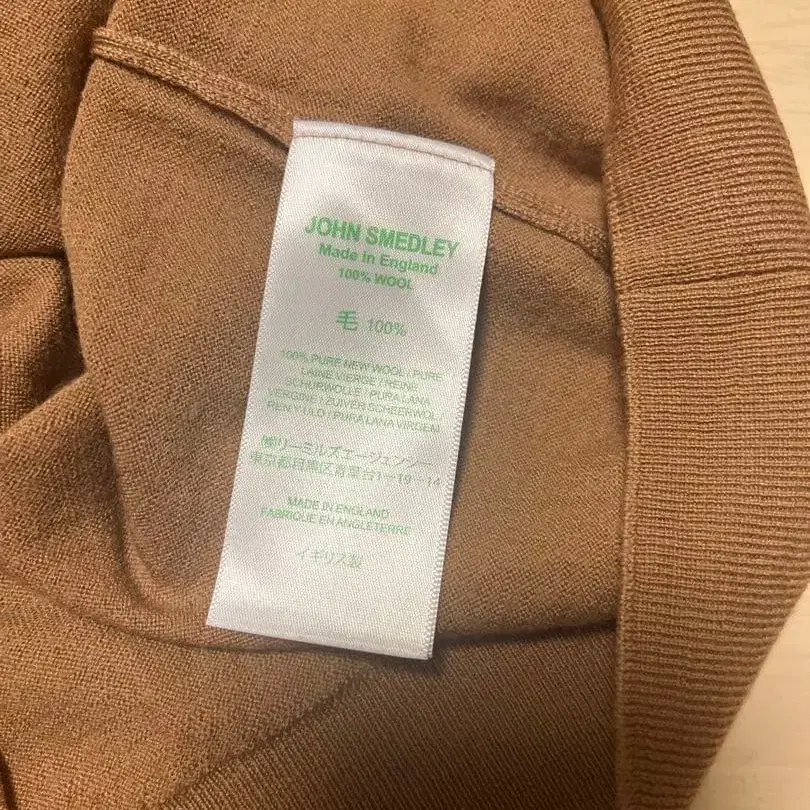 JOHN SMEDLEY
Made in England
100% WOOL
毛 100%
100% PURE NEW WOOL / PURE
LAINE VIERGE / REINE
SCHURWOLLE / PURA LANA
VERGINE / ZUIVER SCHEERWOL /
REN Y ULD / PURA LANA VIRGEM
㈱リーミルズエージェンシー
東京都目黒区青葉台1-19-14
MADE IN ENGLAND
FABRIQUE EN ANGLETERRE
イギリス製